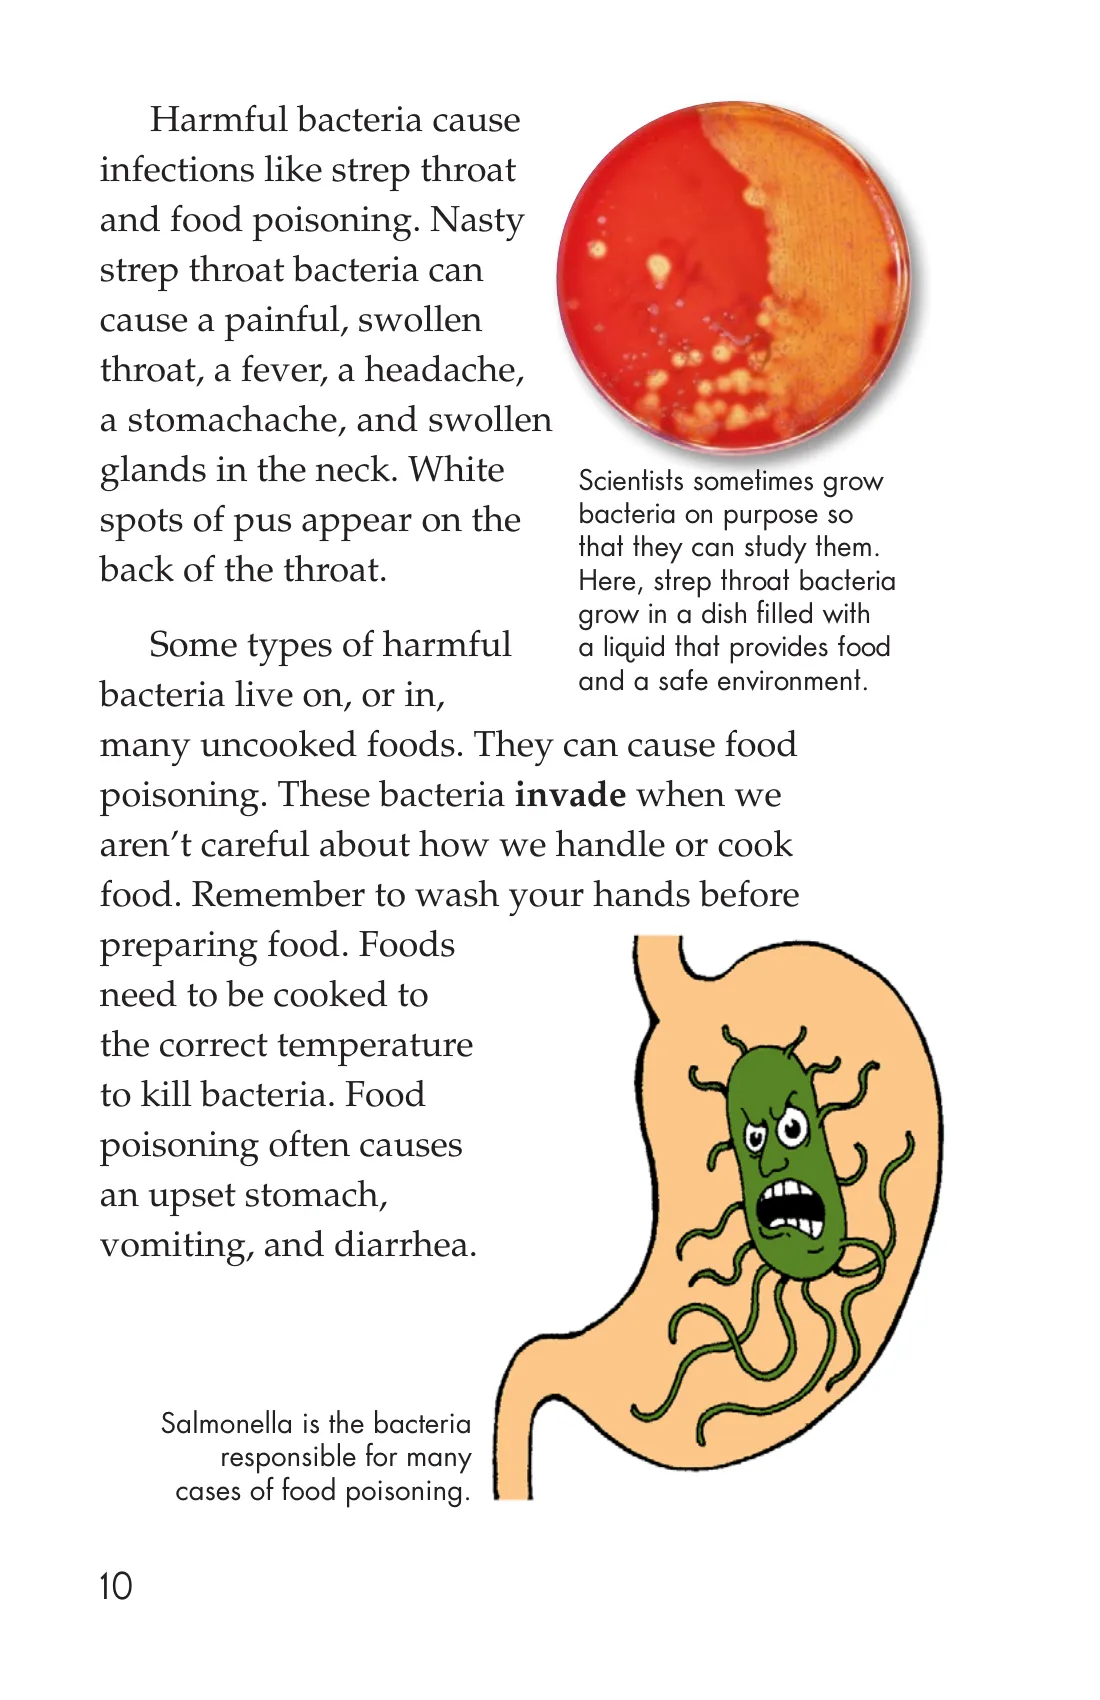 Harmful bacteria cause
infections like strep throat
and food poisoning. Nasty
strep throat bacteria can
cause a painful, swollen
throat, a fever, a headache,
a stomachache, and swollen
glands in the neck. White
spots of pus appear on the
back of the throat.
Scientists sometimes grow
bacteria on purpose so
that they can study them.
Here, strep throat bacteria
grow in a dish filled with
a liquid that provides food
and a safe environment.
Some types of harmful
bacteria live on, or in,
many uncooked foods. They can cause food
poisoning. These bacteria invade when we
aren’t careful about how we handle or cook
food. Remember to wash your hands before
preparing food. Foods
need to be cooked to
the correct temperature
to kill bacteria. Food
poisoning often causes
an upset stomach,
vomiting, and diarrhea.
Salmonella is the bacteria
responsible for many
cases of food poisoning.
10